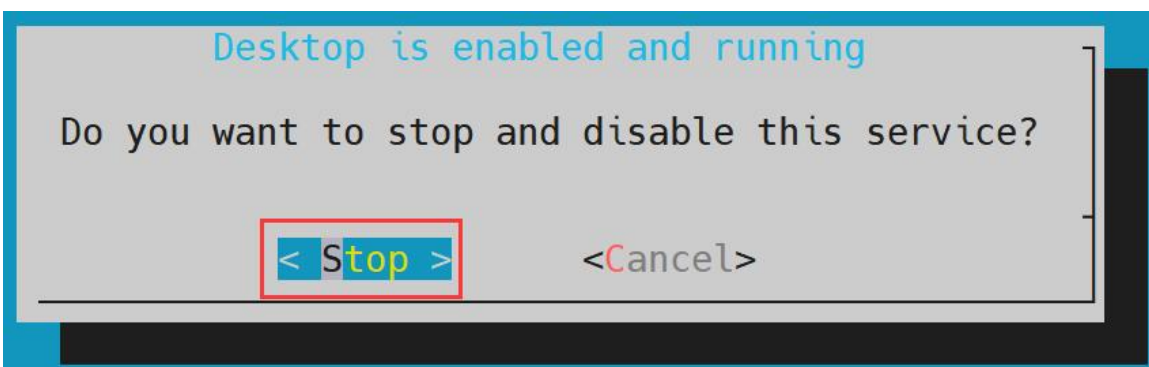 Desktop is enabled and running
Do you want to stop and disable this service?
< Stop > <Cancel>